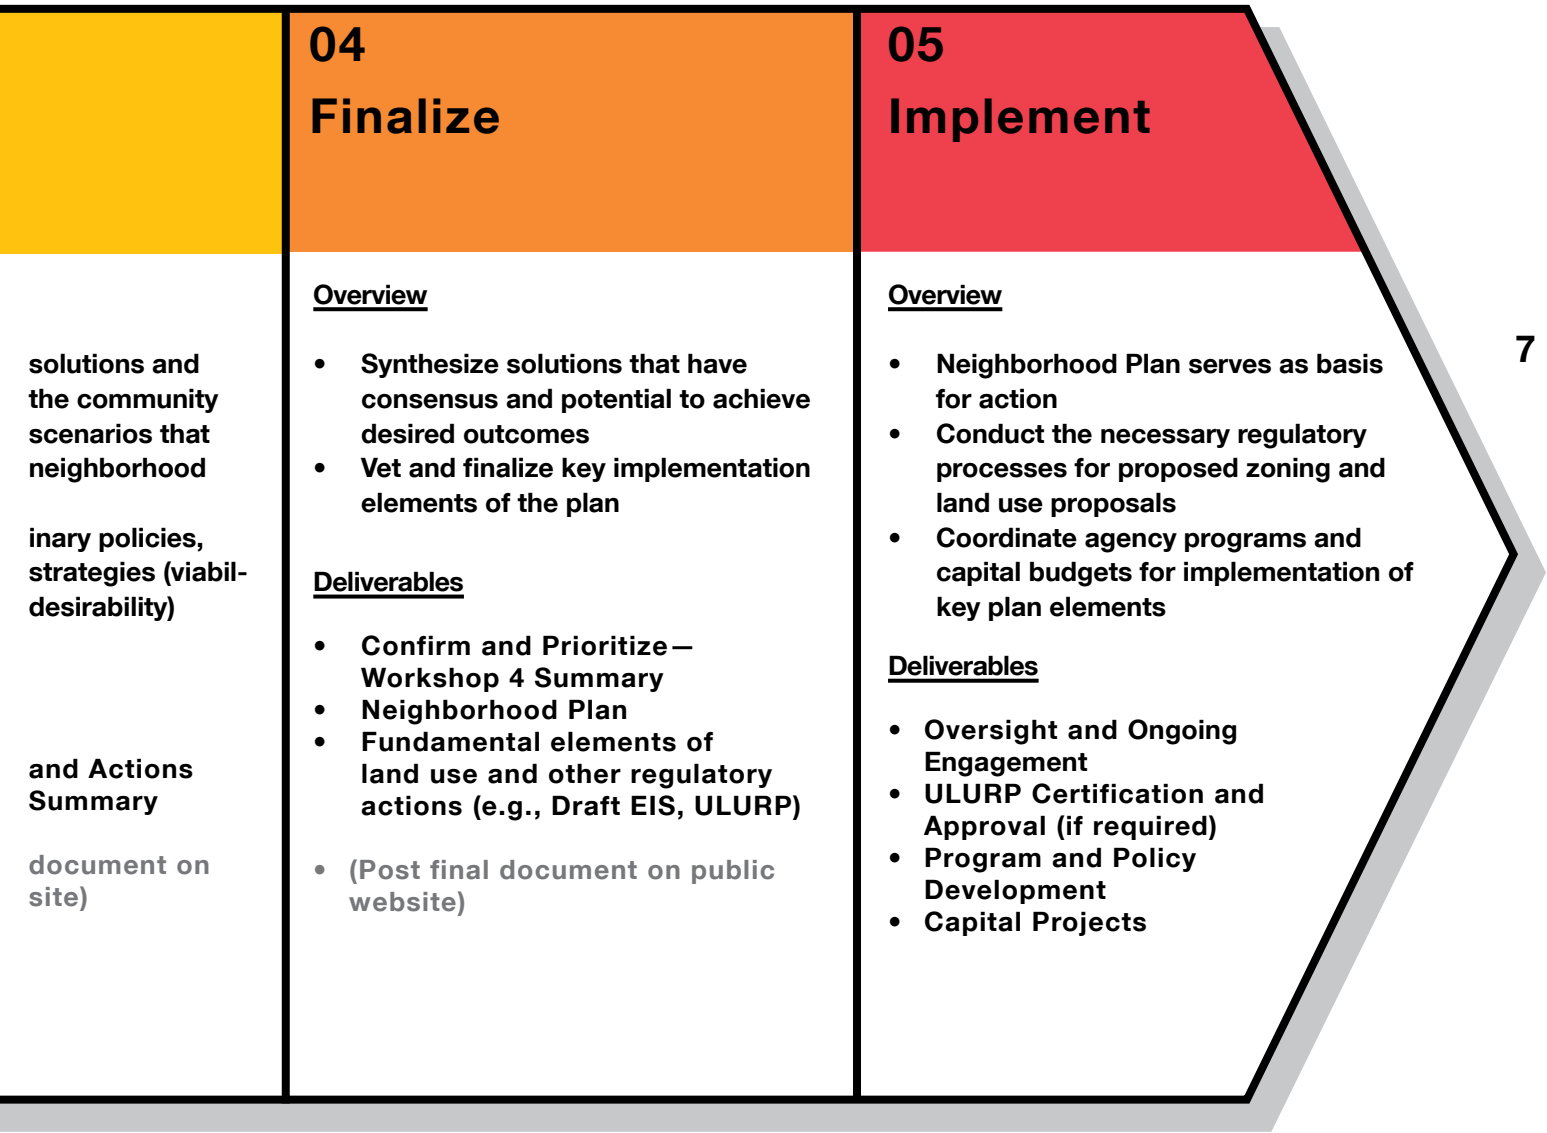 solutions and
the community
scenarios that
neighborhood
inary policies,
strategies (viabil-
desirability)
and Actions
Summary
document on
site)
04
Finalize
Overview
• Synthesize solutions that have
consensus and potential to achieve
desired outcomes
• Vet and finalize key implementation
elements of the plan
Deliverables
• Confirm and Prioritize—
Workshop 4 Summary
• Neighborhood Plan
• Fundamental elements of
land use and other regulatory
actions (e.g., Draft EIS, ULURP)
• (Post final document on public
website)
05
Implement
Overview
• Neighborhood Plan serves as basis
for action
• Conduct the necessary regulatory
processes for proposed zoning and
land use proposals
• Coordinate agency programs and
capital budgets for implementation of
key plan elements
Deliverables
• Oversight and Ongoing
Engagement
• ULURP Certification and
Approval (if required)
• Program and Policy
Development
• Capital Projects
7